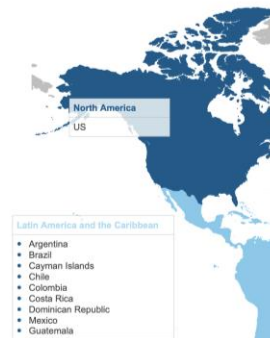 North America
US
Latin America and the Caribbean
Argentina
Brazil
Cayman Islands
Chile
Colombia
Costa Rica
Dominican Republic
Mexico
Guatemala